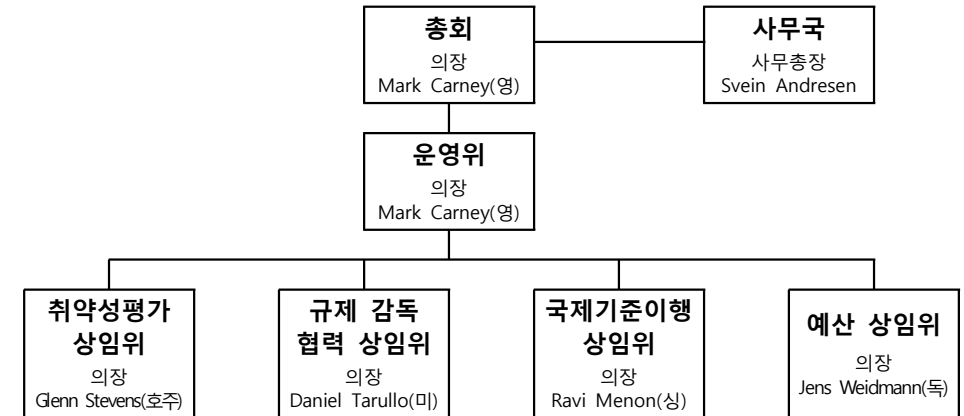 총회
의장
Mark Carney(영)
사무국
사무총장
Svein Andresen
운영위
의장
Mark Carney(영)
취약성평가
상임위
의장
Glenn Stevens(호주)
규제 감독
협력 상임위
의장
Daniel Tarullo(미)
국제기준이행
상임위
의장
Ravi Menon(싱)
예산 상임위
의장
Jens Weidmann(독)